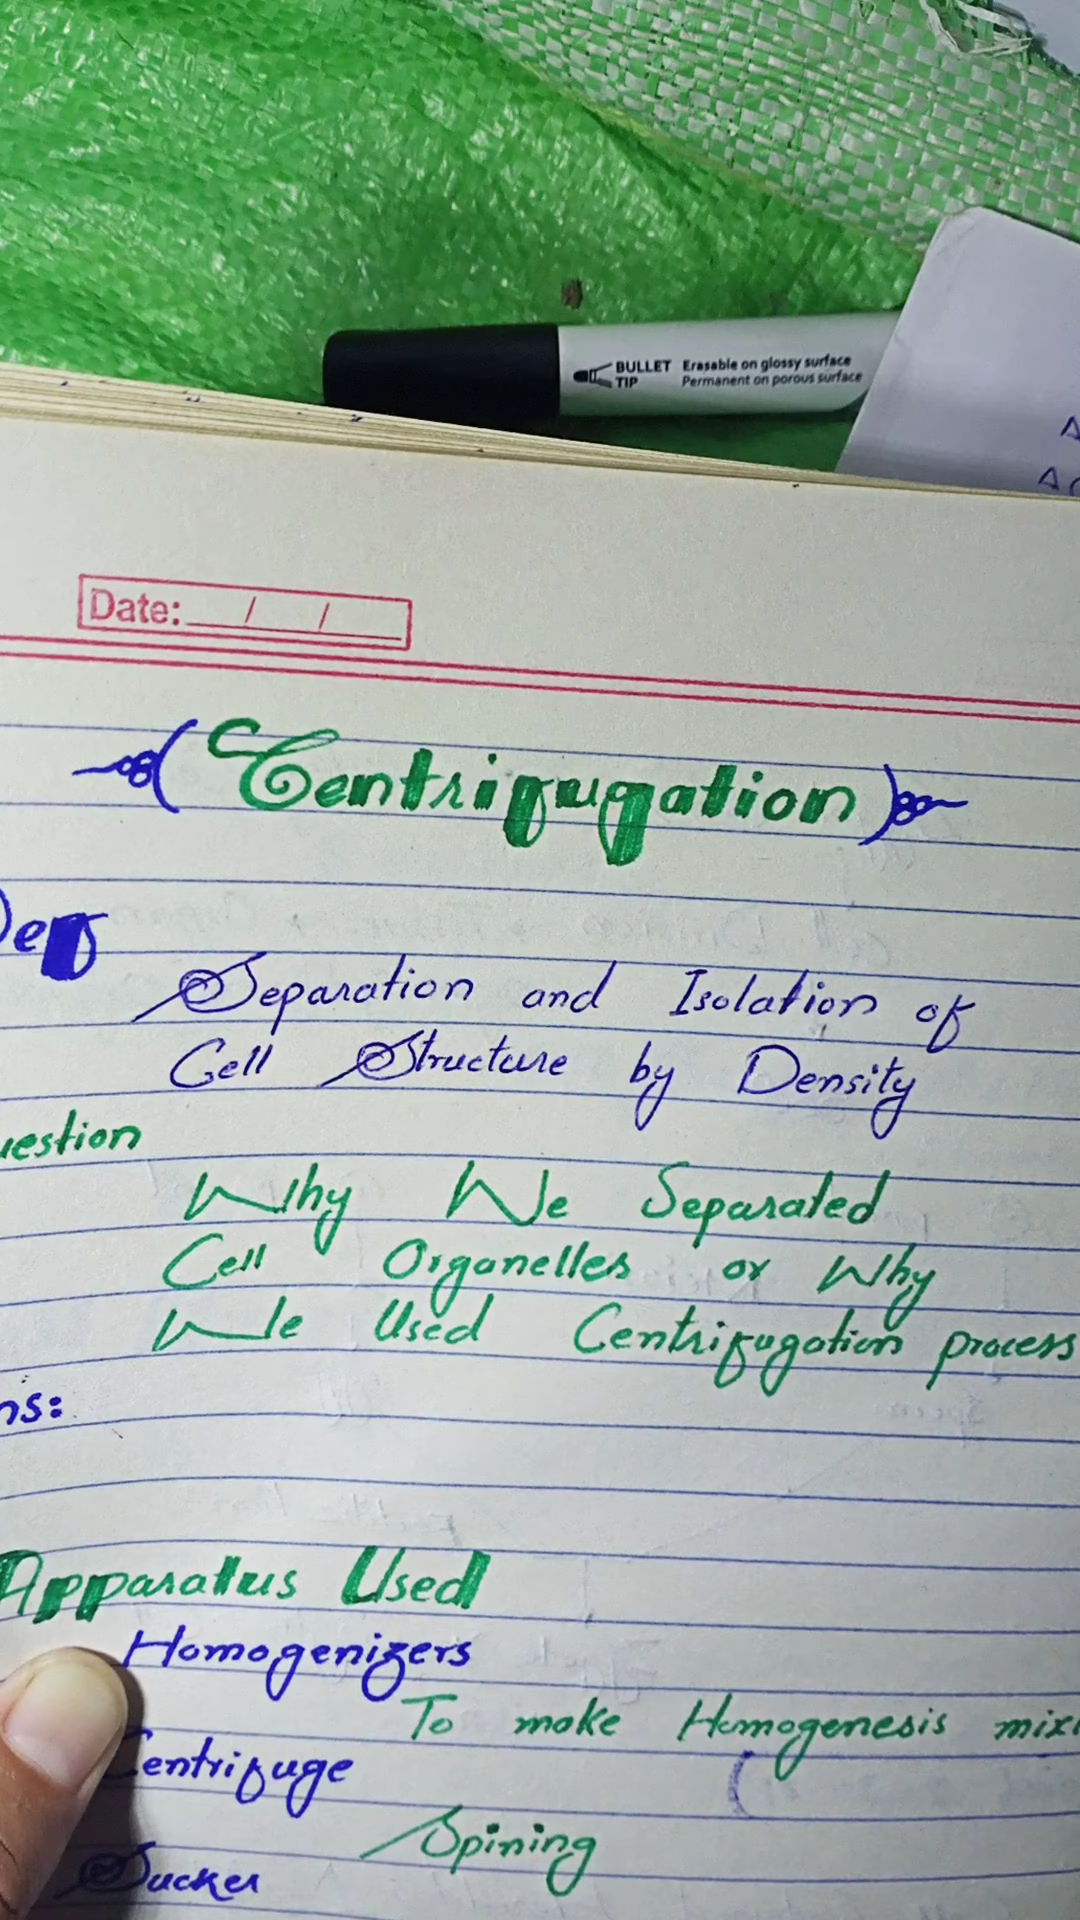 BULLET TIP
Erasable on glossy surface
Permanent on porous surface
Date: / /
Centrifugation
Def
Separation and Isolation of
Cell Structure by Density
uestion
Why We Separated
Cell Organelles or Why
We Used Centrifugation process
ns:
Apparatus Used
Homogenizers
To make Homogenesis mix
Centrifuge
Spining
Sucker